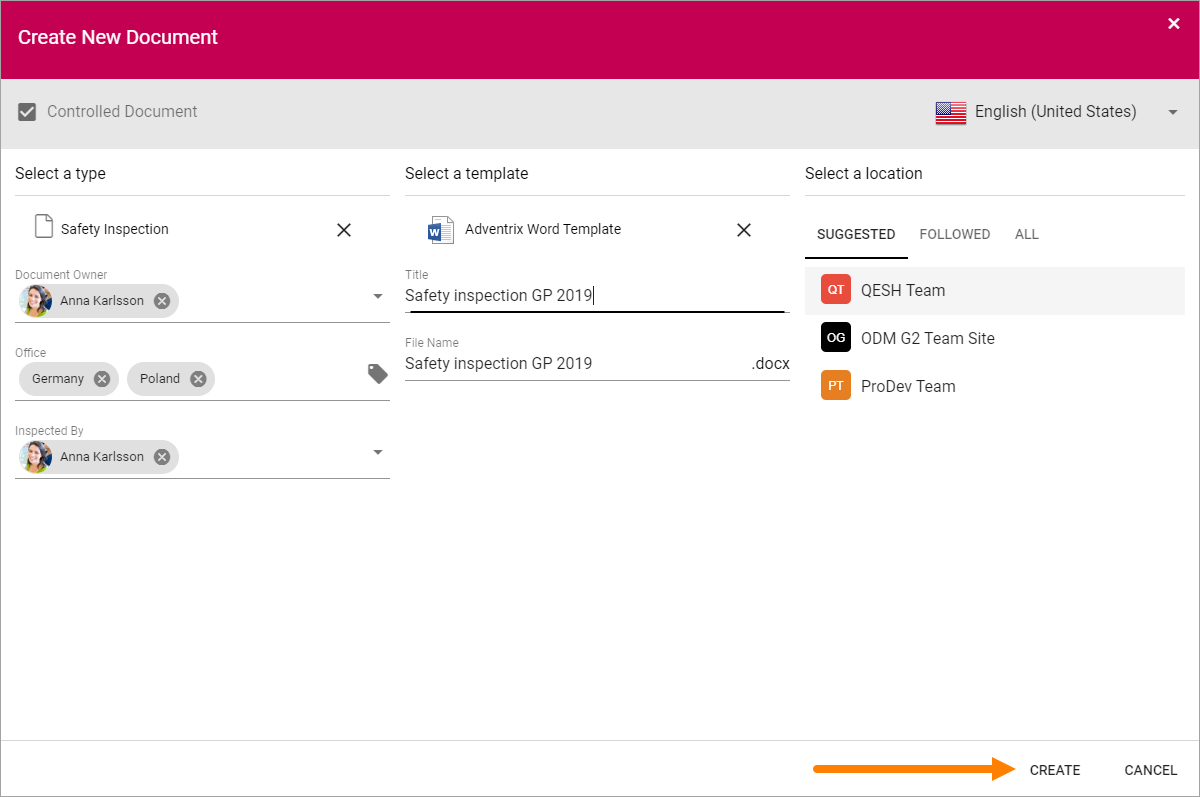 Create New Document
Controlled Document
English (United States)
Select a type
Safety Inspection
Document Owner
Anna Karlsson
Office
Germany Poland
Inspected By
Anna Karlsson
Select a template
W Adventrix Word Template
Title
Safety inspection GP 2019
File Name
Safety inspection GP 2019 .docx
Select a location
SUGGESTED FOLLOWED ALL
QT QESH Team
OG ODM G2 Team Site
PT ProDev Team
CREATE CANCEL